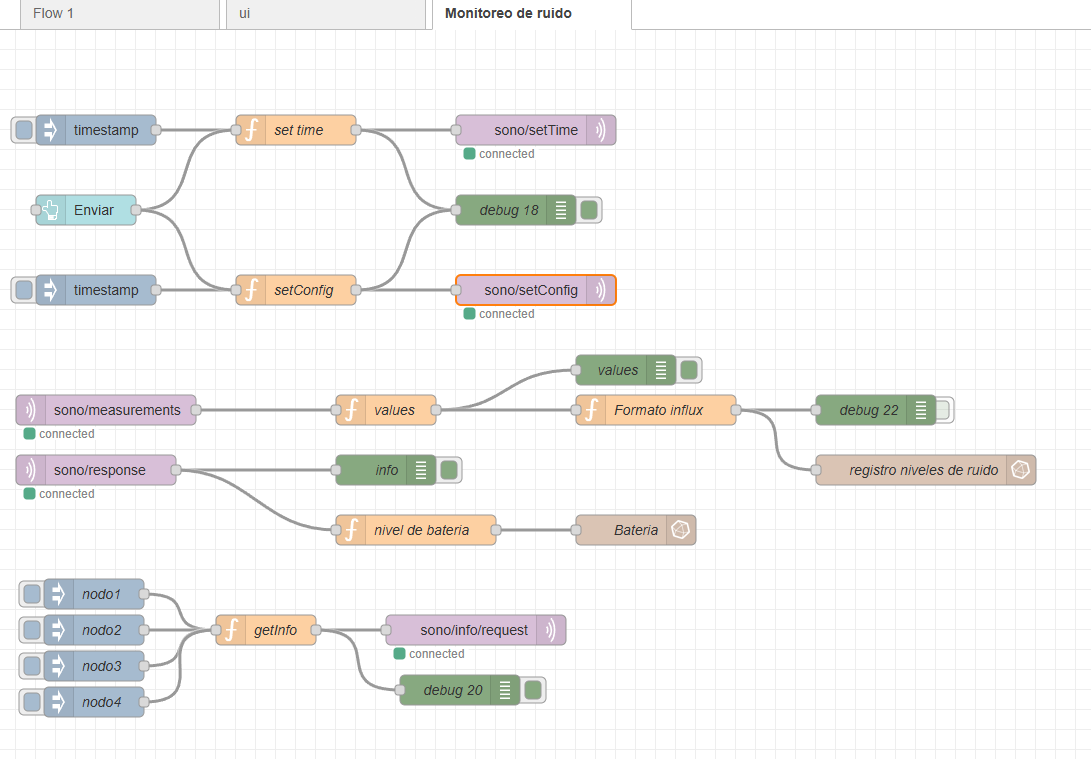 Flow 1
ui
Monitoreo de ruido
timestamp
set time
sono/setTime
connected
Enviar
debug 18
timestamp
setConfig
sono/setConfig
connected
values
sono/measurements
values
Formato influx
debug 22
connected
sono/response
info
registro niveles de ruido
connected
nivel de bateria
Bateria
nodo1
nodo2
getInfo
sono/info/request
connected
nodo3
debug 20
nodo4